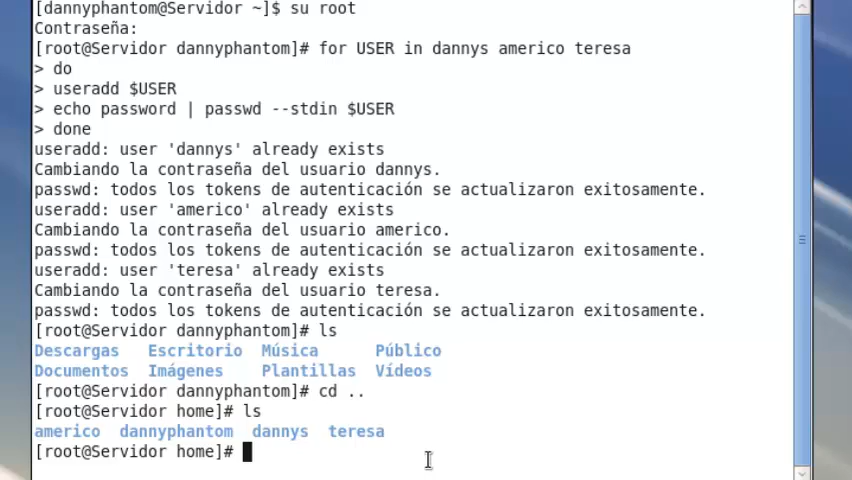 [dannyphantom@Servidor ~]$ su root
Contraseña:
[root@Servidor dannyphantom]# for USER in dannys americo teresa
> do
> useradd $USER
> echo password | passwd --stdin $USER
> done
useradd: user 'dannys' already exists
Cambiando la contraseña del usuario dannys.
passwd: todos los tokens de autenticación se actualizaron exitosamente.
useradd: user 'americo' already exists
Cambiando la contraseña del usuario americo.
passwd: todos los tokens de autenticación se actualizaron exitosamente.
useradd: user 'teresa' already exists
Cambiando la contraseña del usuario teresa.
passwd: todos los tokens de autenticación se actualizaron exitosamente.
[root@Servidor dannyphantom]# ls
Descargas Escritorio Música Público
Documentos Imágenes Plantillas Vídeos
[root@Servidor dannyphantom]# cd ..
[root@Servidor home]# ls
americo dannyphantom dannys teresa
[root@Servidor home]#